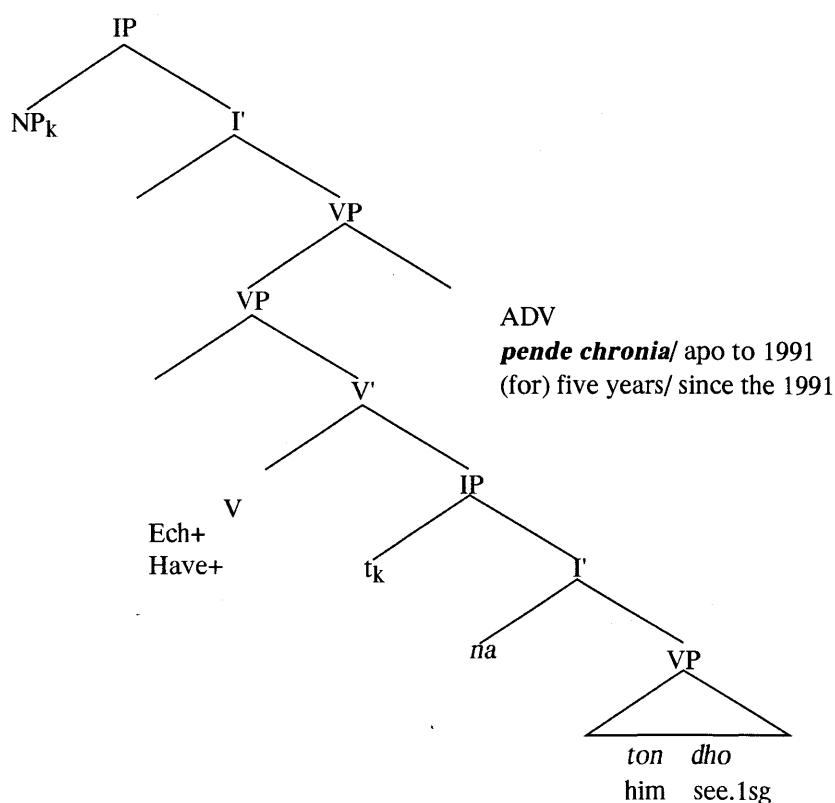 IP
NPk
I'
VP
VP
ADV
pende chronia/ apo to 1991
(for) five years/ since the 1991
V'
IP
V
Ech+
Have+
tk
I'
na
VP
ton dho
him see.1sg